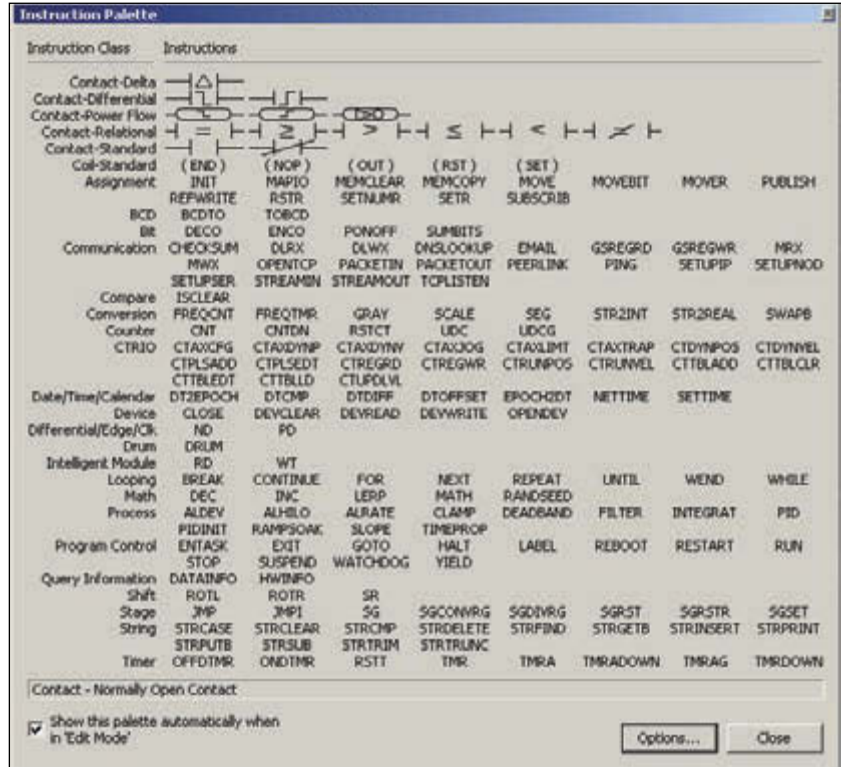 Instruction Palette
Instruction Class Instructions
Contact-Delta
Contact-Differential
Contact-Power Flow
Contact-Relational = ≥ > ≤ < ≠
Contact-Standard
Coil-Standard (END) (NOP) (OUT) (RST) (SET)
Assignment INIT MAPIO MEMCLEAR MEMCOPY MOVE MOVEBIT MOVER PUBLISH
REFWRITE RSTR SETNUMR SETR SUBSCRIB
BCD BCDTO TOBCD
Bit DECO ENCO PONOFF SUMBITS
Communication CHECKSUM DLRX DLWX DNSLOOKUP EMAIL GSREGRD GSREGWR MRX
MWX OPENTCP PACKETIN PACKETOUT PEERLINK PING SETUPIP SETUPNOD
SETUPSER STREAMIN STREAMOUT TCPLISTEN
Compare ISCLEAR
Conversion FREQCNT FREQTMR GRAY SCALE SEG STR2INT STR2REAL SWAPB
Counter CNT CNTDN RSTCT UDC UDCG
CTRIO CTAXCFG CTAXDYNP CTAXDYNV CTAXJOG CTAXLIMT CTAXTRAP CTDYNPOS CTDYNVEL
CTPLSADD CTPLSEDT CTREGRD CTREGWR CTRUNPOS CTRUNVEL CTTBLADD CTTBLCLR
CTTBLEDT CTTBLLD CTUPDLVL
Date/Time/Calendar DT2EPOCH DTCMP DTDIFF DTOFFSET EPOCH2DT NETTIME SETTIME
Device CLOSE DEVCLEAR DEVREAD DEVWRITE OPENDEV
Differential/Edge/Clk ND PD
Drum DRUM
Intelligent Module RD WT
Looping BREAK CONTINUE FOR NEXT REPEAT UNTIL WEND WHILE
Math DEC INC LERP MATH RANDSEED
Process ALDEV ALHILO ALRATE CLAMP DEADBAND FILTER INTEGRAT PID
PIDINIT RAMPSOAK SLOPE TIMEPROP
Program Control ENTASK EXIT GOTO HALT LABEL REBOOT RESTART RUN
STOP SUSPEND WATCHDOG YIELD
Query Information DATAINFO HWINFO
Shift ROTL ROTR SR
Stage JMP JMPI SG SGCONVRG SGDIVRG SGRST SGRSTR SGSET
String STRCASE STRCLEAR STRCMP STRDELETE STRFIND STRGETB STRINSERT STRPRINT
STRPUTB STRSUB STRTRIM STRTRUNC
Timer OFFDTMR ONDTMR RSTT TMR TMRA TMRADOWN TMRAG TMRDOWN
Contact - Normally Open Contact
Show this palette automatically when
in 'Edit Mode'
Options... Close